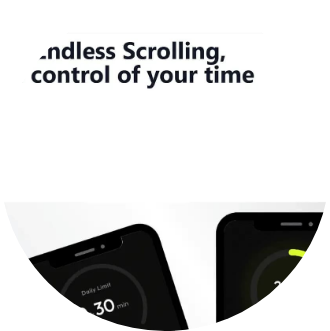 ndless Scrolling,
control of your time
Daily Limit
30 min